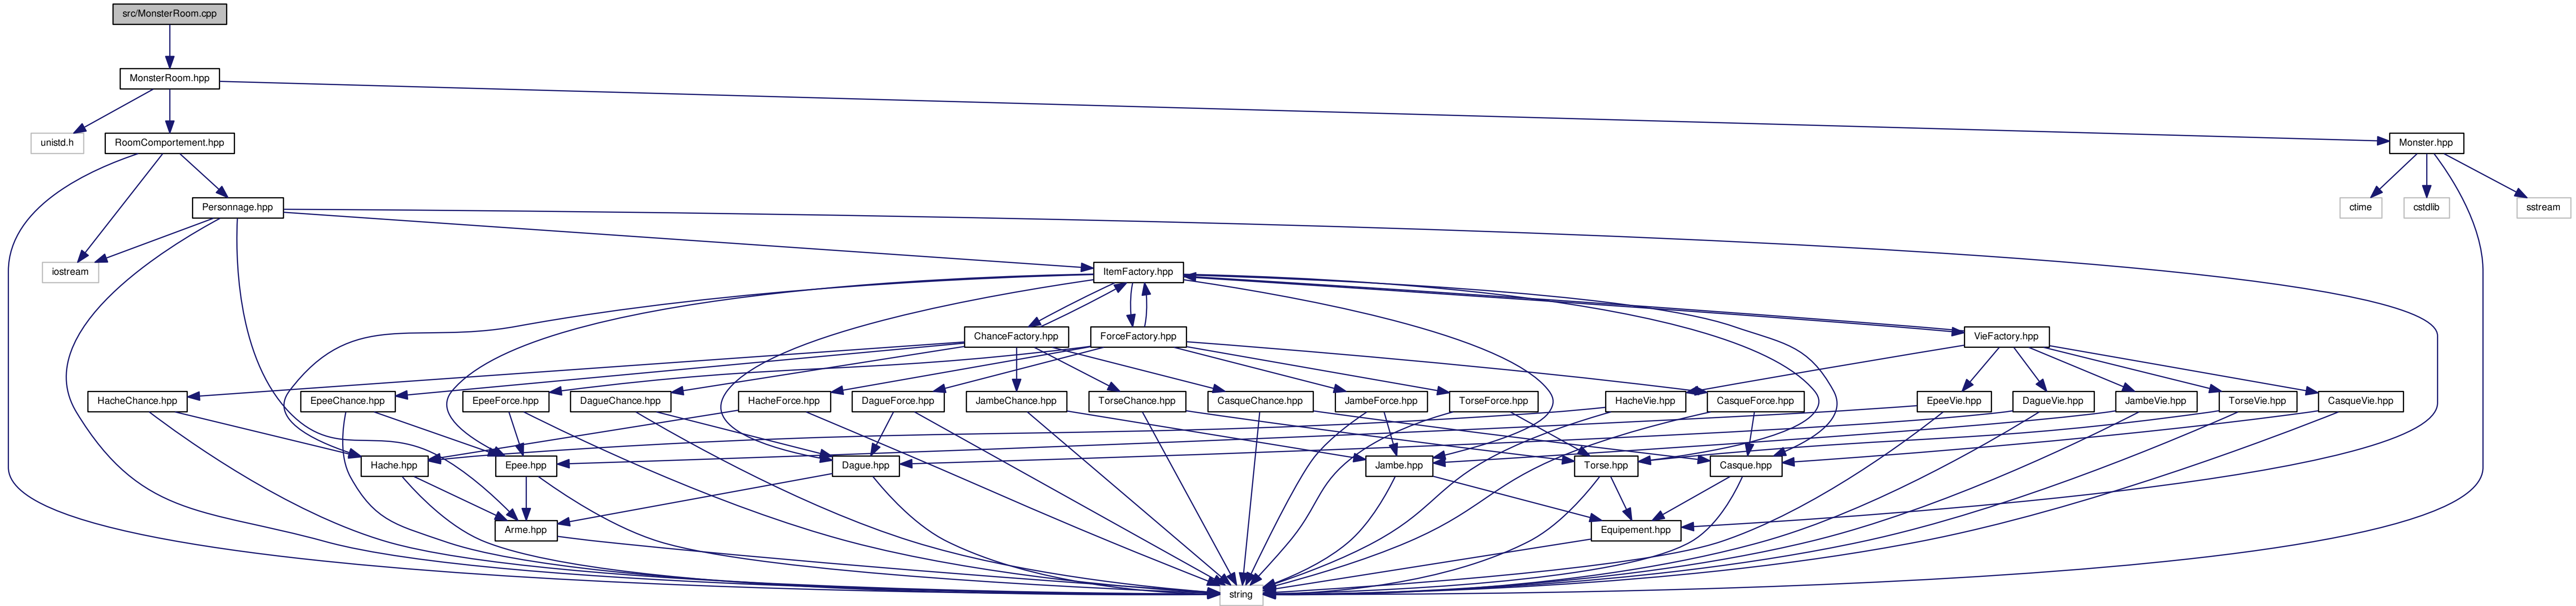 src/MonsterRoom.cpp
MonsterRoom.hpp
unistd.h
RoomComportement.hpp
Monster.hpp
Personnage.hpp
ctime
cstdlib
sstream
iostream
ItemFactory.hpp
ChanceFactory.hpp
ForceFactory.hpp
VieFactory.hpp
HacheChance.hpp
EpeeChance.hpp
EpeeForce.hpp
DagueChance.hpp
HacheForce.hpp
DagueForce.hpp
JambeChance.hpp
TorseChance.hpp
CasqueChance.hpp
JambeForce.hpp
TorseForce.hpp
HacheVie.hpp
CasqueForce.hpp
EpeeVie.hpp
DagueVie.hpp
JambeVie.hpp
TorseVie.hpp
CasqueVie.hpp
Hache.hpp
Epee.hpp
Dague.hpp
Jambe.hpp
Torse.hpp
Casque.hpp
Arme.hpp
Equipement.hpp
string